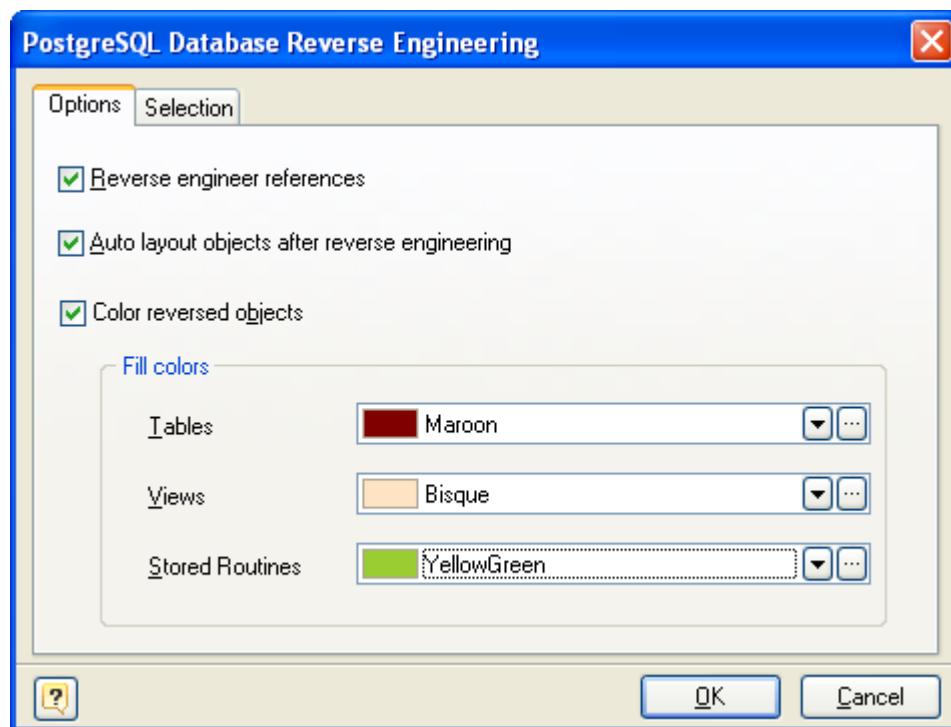 PostgreSQL Database Reverse Engineering
Options Selection
Reverse engineer references
Auto layout objects after reverse engineering
Color reversed objects
Fill colors
Tables Maroon
Views Bisque
Stored Routines YellowGreen
OK Cancel